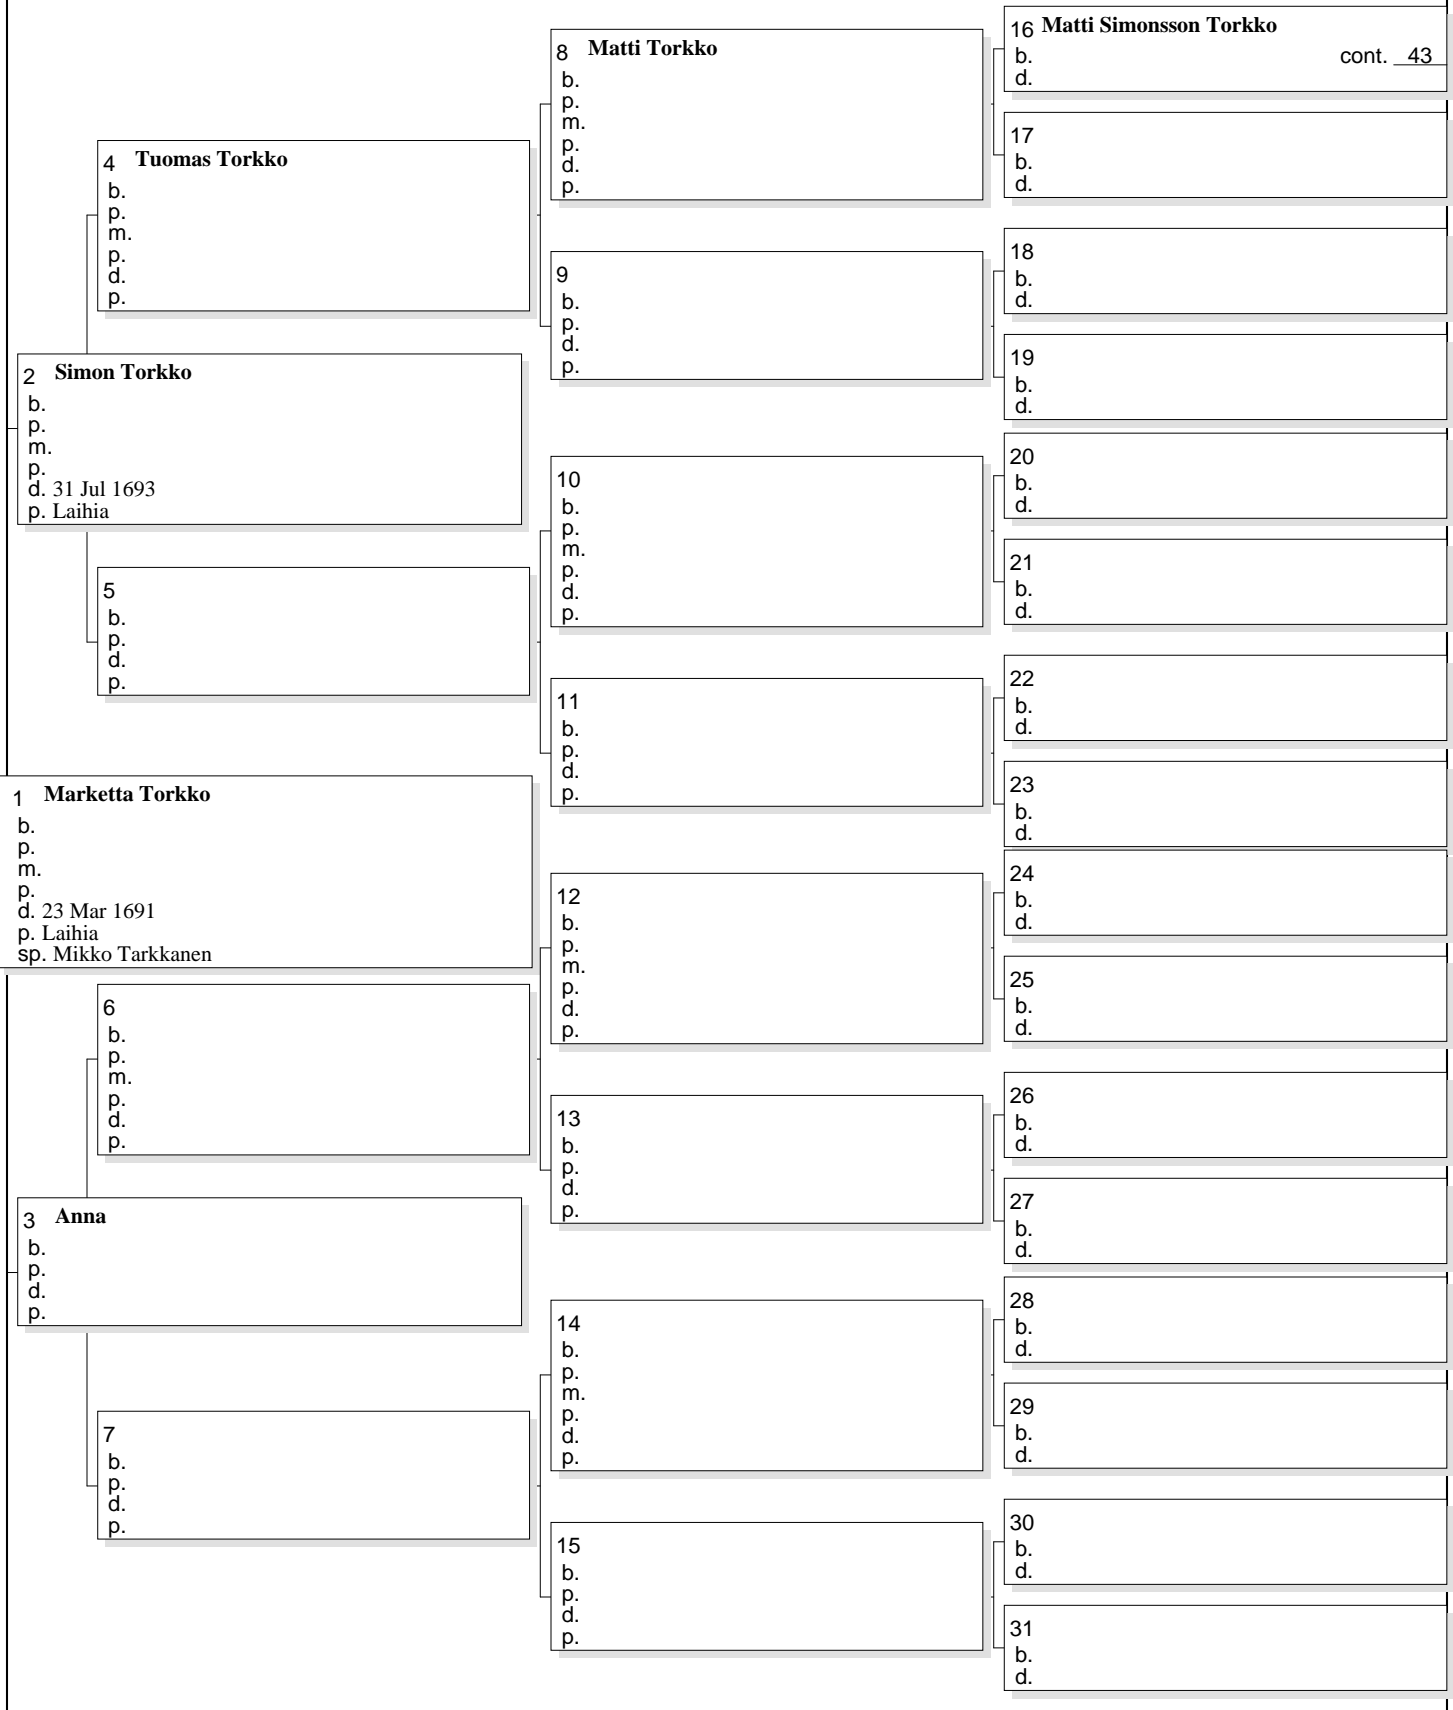 16 Matti Simonsson Torkko
b. cont. 43
d.
8 Matti Torkko
b.
p.
m.
p.
d.
p.
17
b.
d.
4 Tuomas Torkko
b.
p.
m.
p.
d.
p.
18
b.
d.
9
b.
p.
d.
p.
19
b.
d.
2 Simon Torkko
b.
p.
m.
p.
d. 31 Jul 1693
p. Laihia
20
b.
d.
10
b.
p.
m.
p.
d.
p.
21
b.
d.
5
b.
p.
d.
p.
22
b.
d.
11
b.
p.
d.
p.
23
b.
d.
1 Marketta Torkko
b.
p.
m.
p.
d. 23 Mar 1691
p. Laihia
sp. Mikko Tarkkanen
24
b.
d.
12
b.
p.
m.
p.
d.
p.
25
b.
d.
6
b.
p.
m.
p.
d.
p.
26
b.
d.
13
b.
p.
d.
p.
27
b.
d.
3 Anna
b.
p.
d.
p.
28
b.
d.
14
b.
p.
m.
p.
d.
p.
29
b.
d.
7
b.
p.
d.
p.
30
b.
d.
15
b.
p.
d.
p.
31
b.
d.